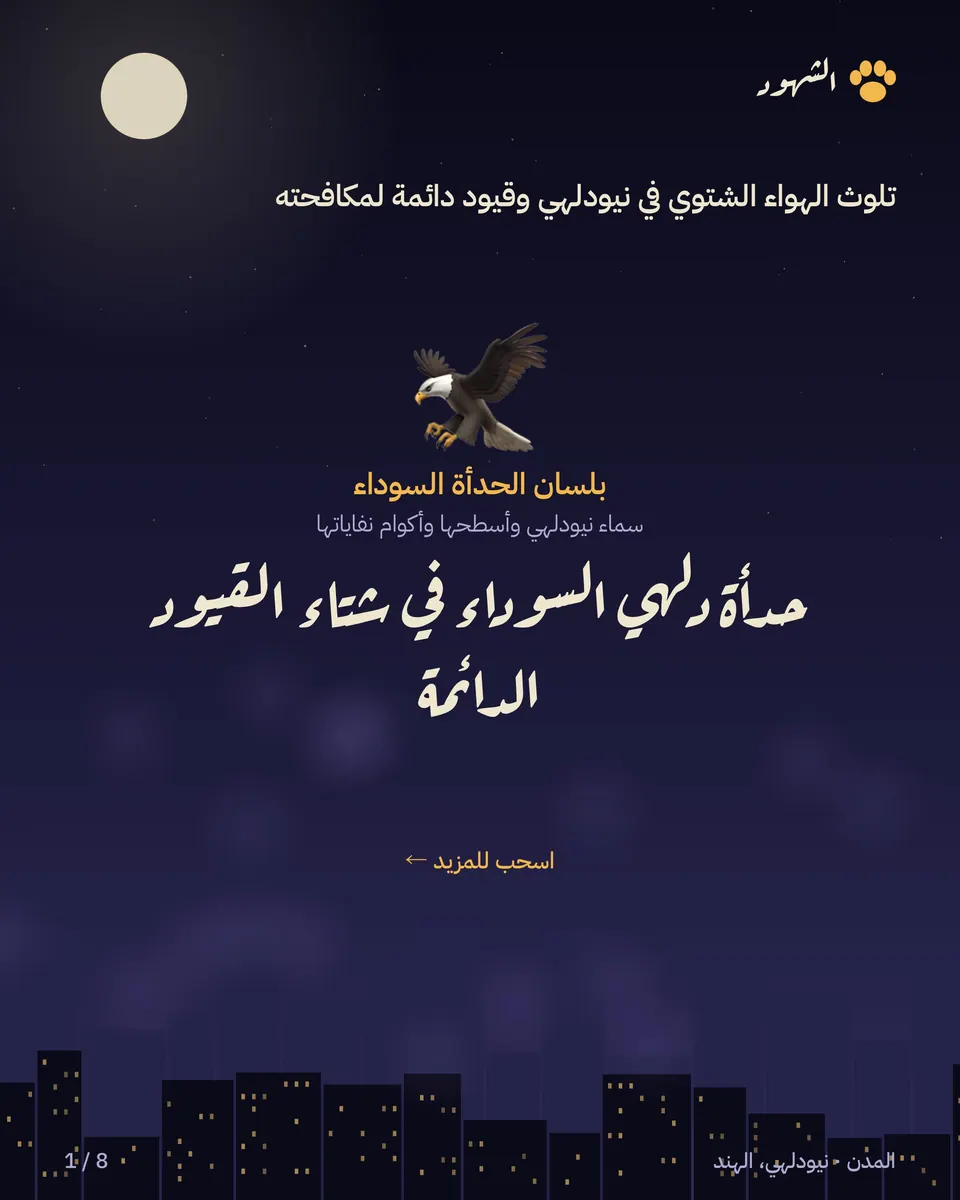 الشهود
تلوث الهواء الشتوي في نيودلهي وقيود دائمة لمكافحته
بلسان الحدأة السوداء
سماء نيودلهي وأسطحها وأكوام نفاياتها
حدأة دلهي السوداء في شتاء القيود
الدائمة
اسحب للمزيد ←
المدن · نيودلهي، الهند
1 / 8